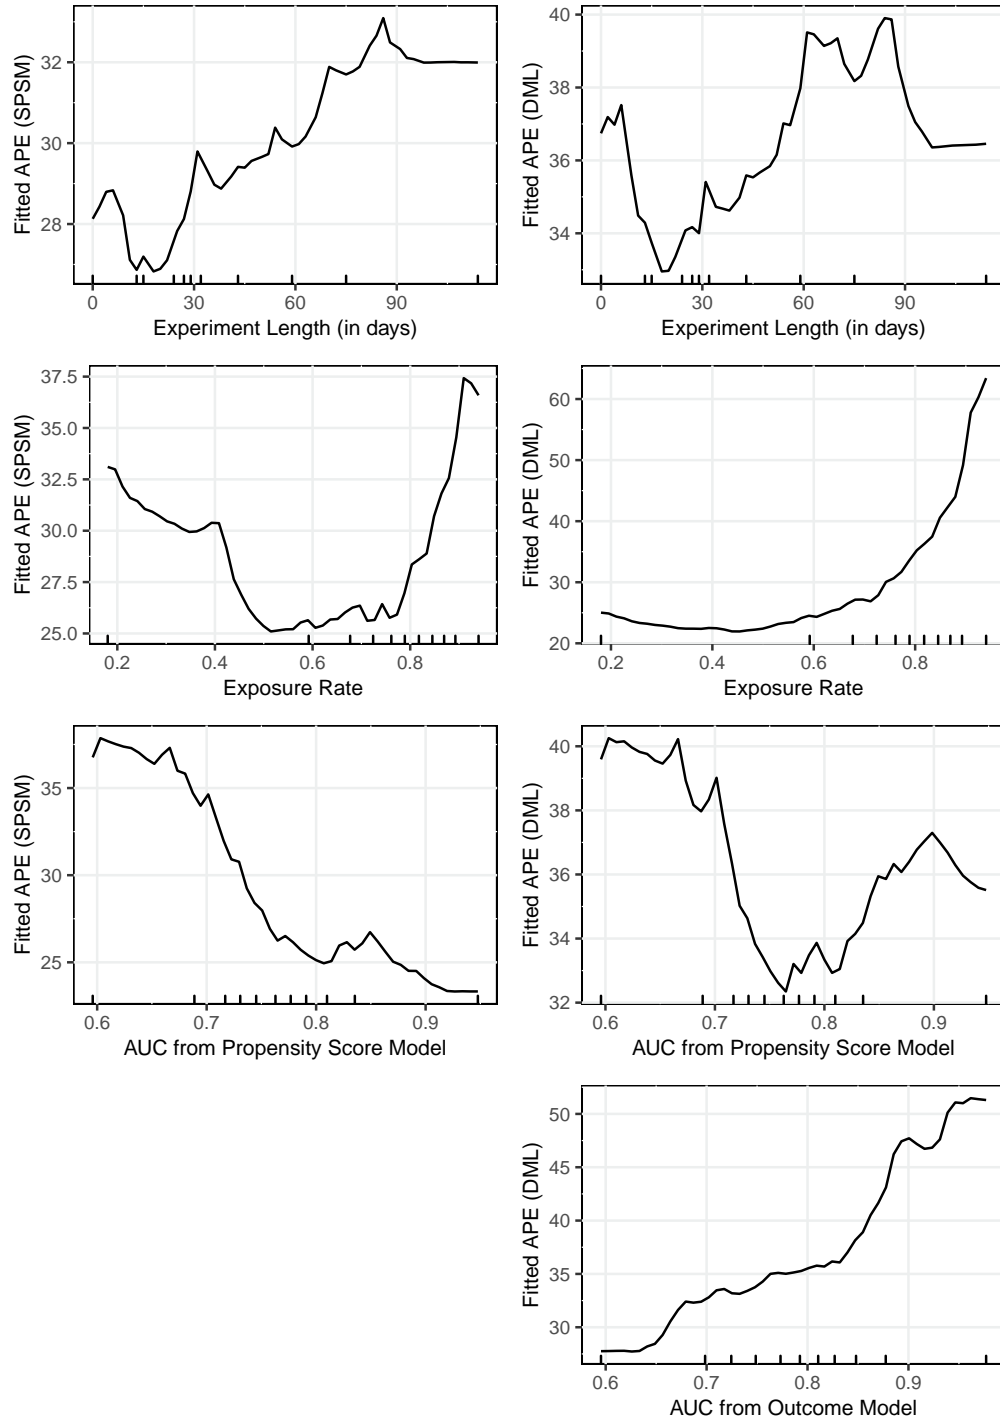 Fitted APE (SPSM)
32
30
28
0 30 60 90
Experiment Length (in days)
Fitted APE (DML)
40
38
36
34
0 30 60 90
Experiment Length (in days)
Fitted APE (SPSM)
37.5
35.0
32.5
30.0
27.5
25.0
0.2 0.4 0.6 0.8
Exposure Rate
Fitted APE (DML)
60
50
40
30
20
0.2 0.4 0.6 0.8
Exposure Rate
Fitted APE (SPSM)
35
30
25
0.6 0.7 0.8 0.9
AUC from Propensity Score Model
Fitted APE (DML)
40
38
36
34
32
0.6 0.7 0.8 0.9
AUC from Propensity Score Model
Fitted APE (DML)
50
45
40
35
30
0.6 0.7 0.8 0.9
AUC from Outcome Model